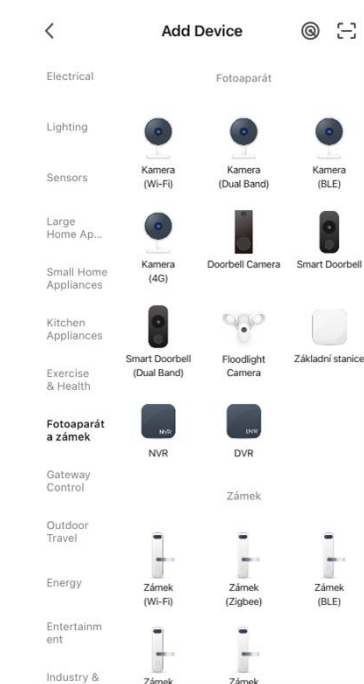 Add Device
Electrical
Lighting
Sensors
Large
Home Ap...
Small Home
Appliances
Kitchen
Appliances
Exercise
& Health
Fotoaparát
a zámek
Gateway
Control
Outdoor
Travel
Energy
Entertainm
ent
Industry &
Fotoaparát
Kamera
(Wi-Fi)
Kamera
(Dual Band)
Kamera
(BLE)
Kamera
(4G)
Doorbell Camera
Smart Doorbell
Smart Doorbell
(Dual Band)
Floodlight
Camera
Základní stanice
NVR
NVR
DVR
DVR
Zámek
Zámek
(Wi-Fi)
Zámek
(Zigbee)
Zámek
(BLE)
Zámek
Zámek